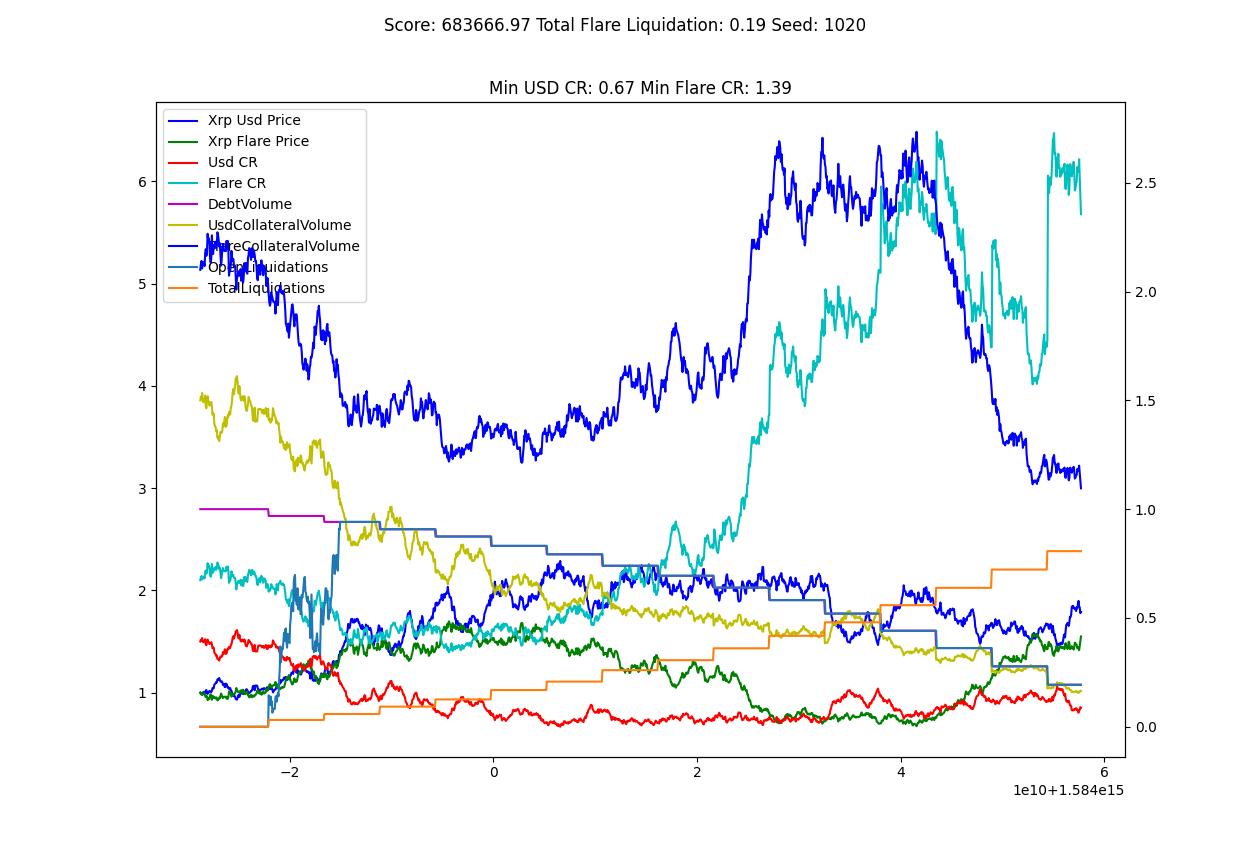 Score: 683666.97 Total Flare Liquidation: 0.19 Seed: 1020
Min USD CR: 0.67 Min Flare CR: 1.39
Xrp Usd Price
Xrp Flare Price
Usd CR
Flare CR
DebtVolume
UsdCollateralVolume
FlareCollateralVolume
OpenLiquidations
TotalLiquidations
6
5
4
3
2
1
2.5
2.0
1.5
1.0
0.5
0.0
−2
0
2
4
6
1e10+1.584e15